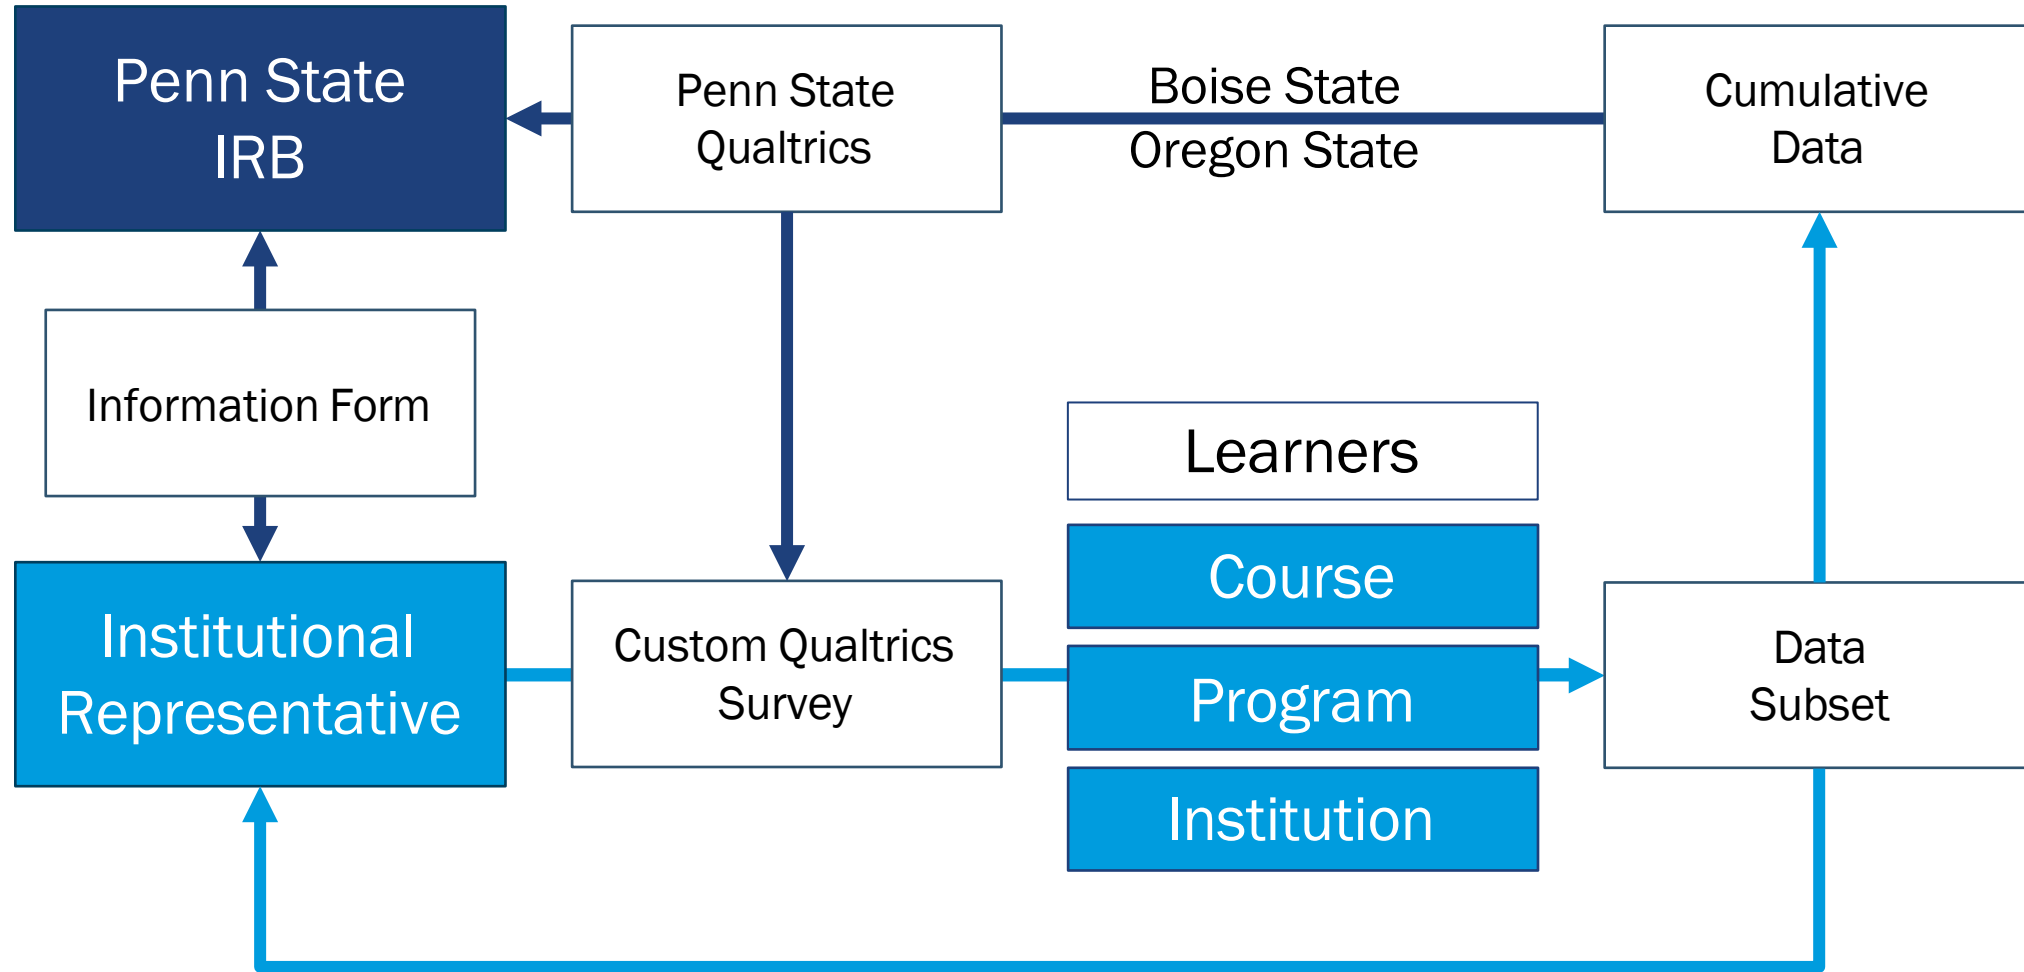 Penn State
IRB
Penn State
Qualtrics
Boise State
Oregon State
Cumulative
Data
Information Form
Learners
Course
Program
Institution
Institutional
Representative
Custom Qualtrics
Survey
Data
Subset